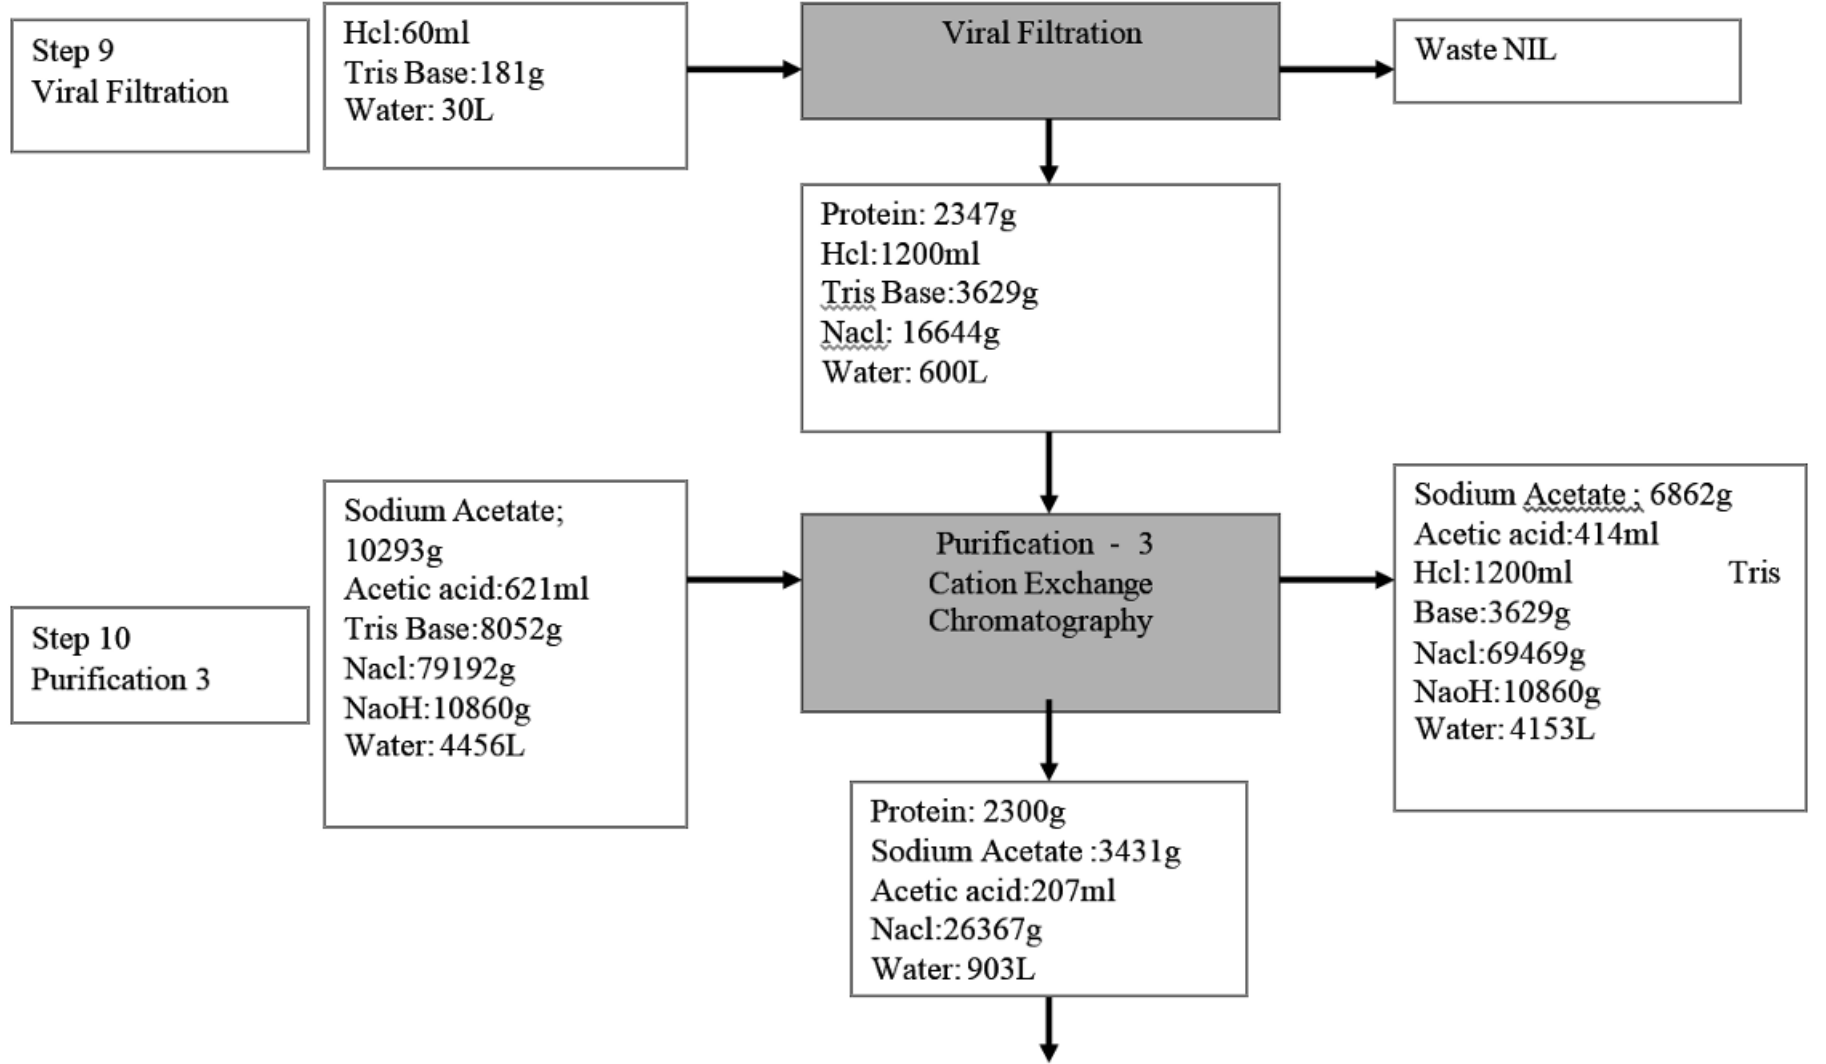 Step 9
Viral Filtration
Hcl:60ml
Tris Base:181g
Water: 30L
Viral Filtration
Waste NIL
Protein: 2347g
Hcl:1200ml
Tris Base:3629g
Nacl: 16644g
Water: 600L
Step 10
Purification 3
Sodium Acetate;
10293g
Acetic acid:621ml
Tris Base:8052g
Nacl:79192g
NaoH:10860g
Water: 4456L
Purification - 3
Cation Exchange
Chromatography
Sodium Acetate ; 6862g
Acetic acid:414ml
Hcl:1200ml Tris
Base:3629g
Nacl:69469g
NaoH:10860g
Water: 4153L
Protein: 2300g
Sodium Acetate :3431g
Acetic acid:207ml
Nacl:26367g
Water: 903L